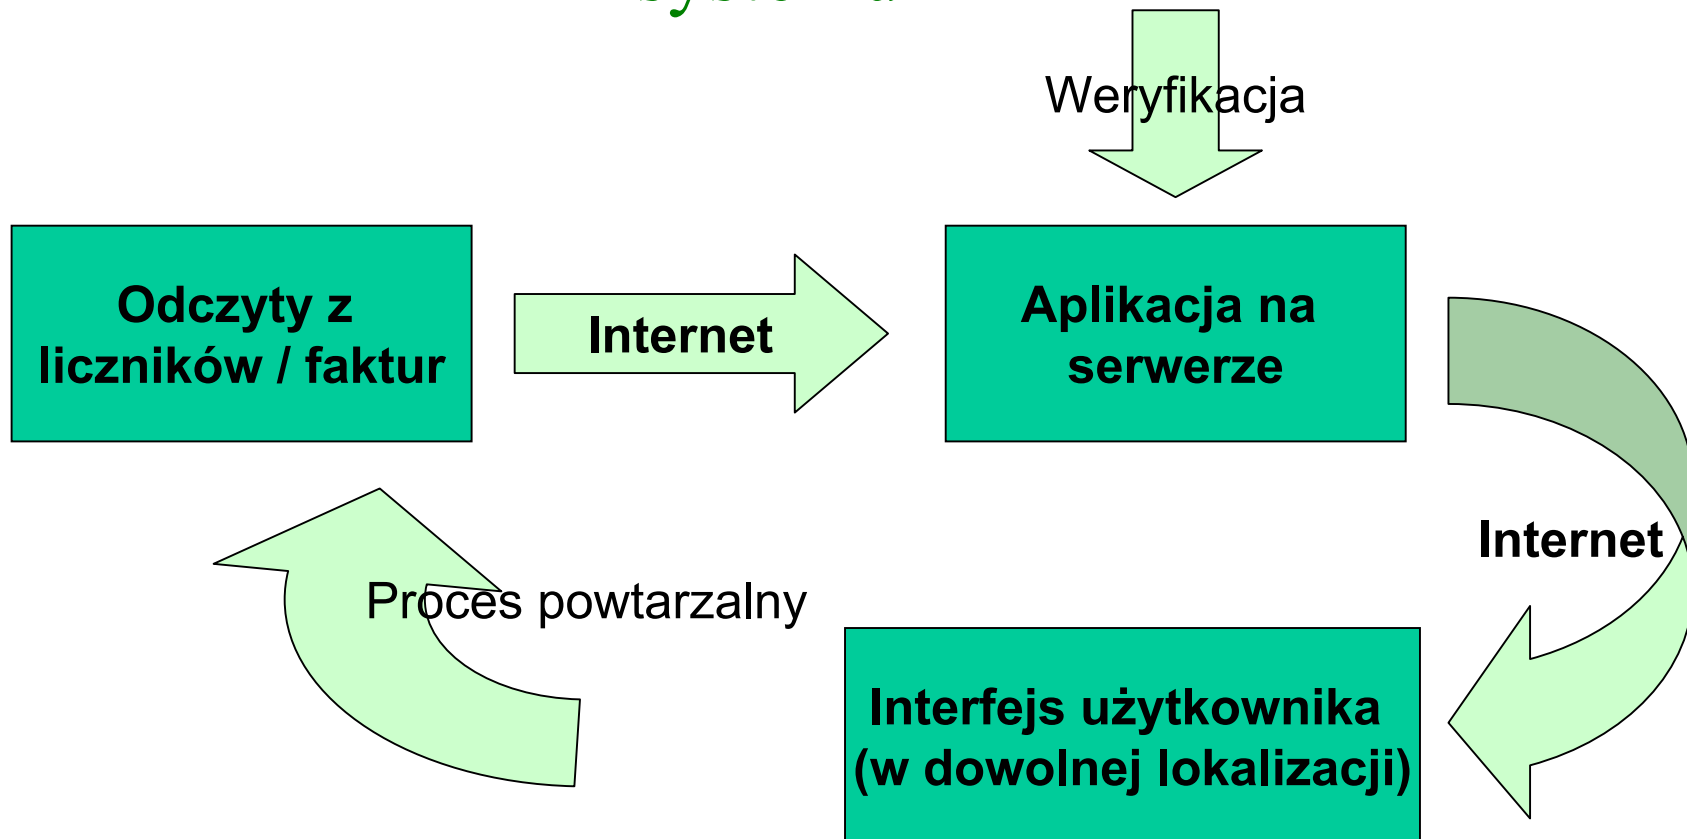 Weryfikacja
Odczyty z
liczników / faktur
Internet
Aplikacja na
serwerze
Internet
Proces powtarzalny
Interfejs użytkownika
(w dowolnej lokalizacji)